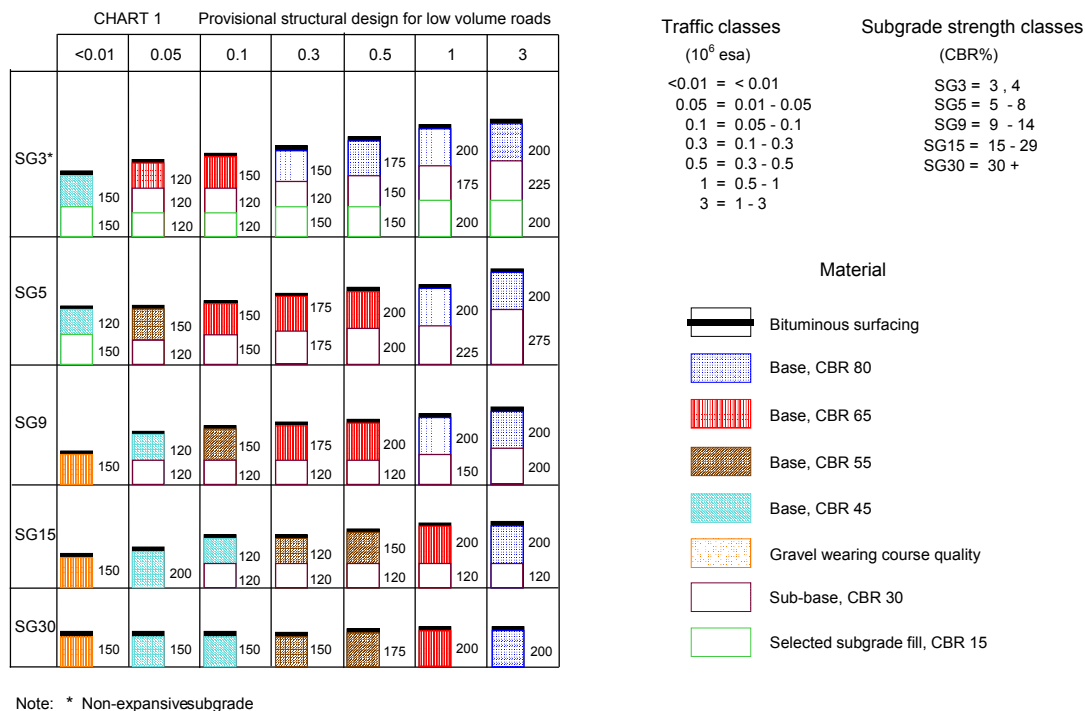 CHART 1 Provisional structural design for low volume roads
<0.01 0.05 0.1 0.3 0.5 1 3
SG3*
150
150
120
120
120
150
120
120
150
120
150
175
150
150
200
175
200
200
225
200
SG5
120
150
150
120
150
150
175
175
200
200
200
225
200
275
SG9
150
120
120
150
120
175
120
200
120
200
150
200
200
SG15
150
200
120
120
120
120
150
120
200
120
200
120
SG30
150
150
150
150
175
200
200
Note: * Non-expansivesubgrade
Traffic classes
(10⁶ esa)
<0.01 = < 0.01
0.05 = 0.01 - 0.05
0.1 = 0.05 - 0.1
0.3 = 0.1 - 0.3
0.5 = 0.3 - 0.5
1 = 0.5 - 1
3 = 1 - 3
Subgrade strength classes
(CBR%)
SG3 = 3 , 4
SG5 = 5 - 8
SG9 = 9 - 14
SG15 = 15 - 29
SG30 = 30 +
Material
Bituminous surfacing
Base, CBR 80
Base, CBR 65
Base, CBR 55
Base, CBR 45
Gravel wearing course quality
Sub-base, CBR 30
Selected subgrade fill, CBR 15